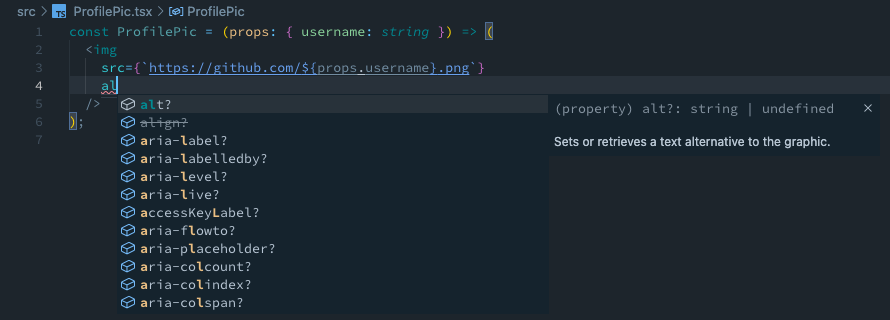 src > TS ProfilePic.tsx > ProfilePic
1 const ProfilePic = (props: { username: string }) => (
2 <img
3 src={`https://github.com/${props.username}.png`}
4 al
5 />
6 );
7
alt?
align?
aria-label?
aria-labelledby?
aria-level?
aria-live?
accessKeyLabel?
aria-flowto?
aria-placeholder?
aria-colcount?
aria-colindex?
aria-colspan?
(property) alt?: string | undefined
Sets or retrieves a text alternative to the graphic.